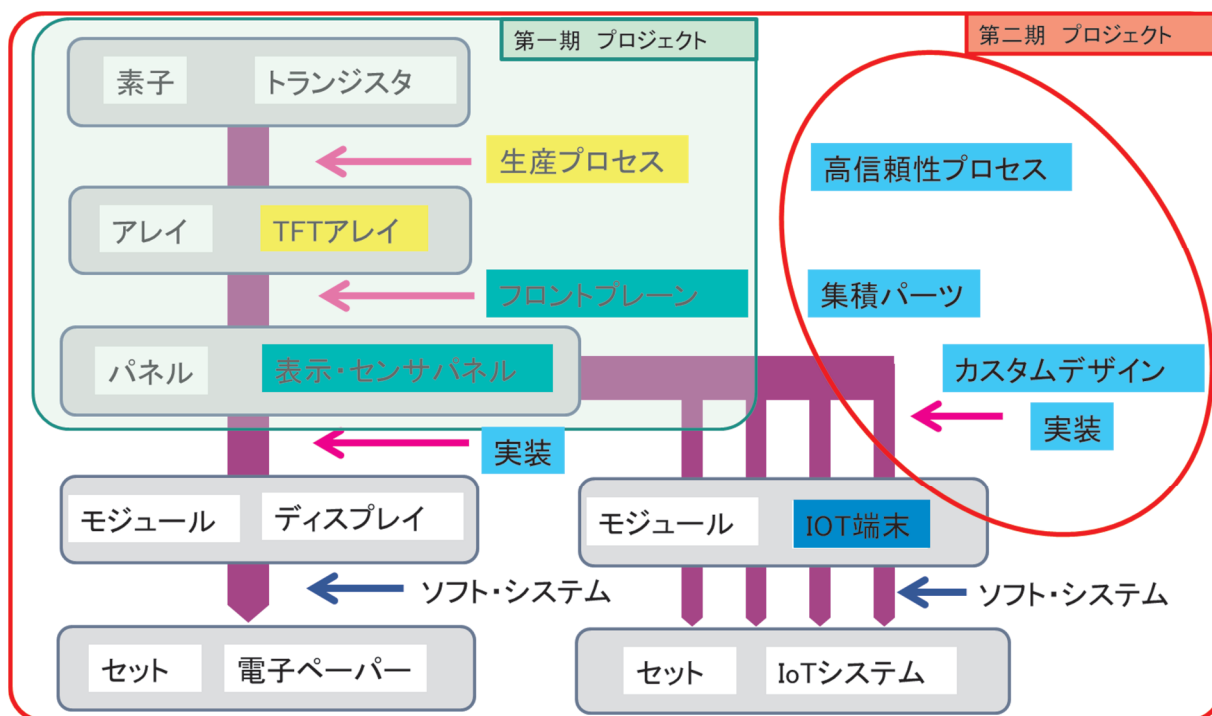 第一期 プロジェクト
第二期 プロジェクト
素子 トランジスタ
生産プロセス
高信頼性プロセス
アレイ TFTアレイ
フロントプレーン
集積パーツ
パネル 表示・センサパネル
カスタムデザイン
実装
実装
モジュール ディスプレイ
モジュール IOT端末
ソフト・システム
ソフト・システム
セット 電子ペーパー
セット IoTシステム